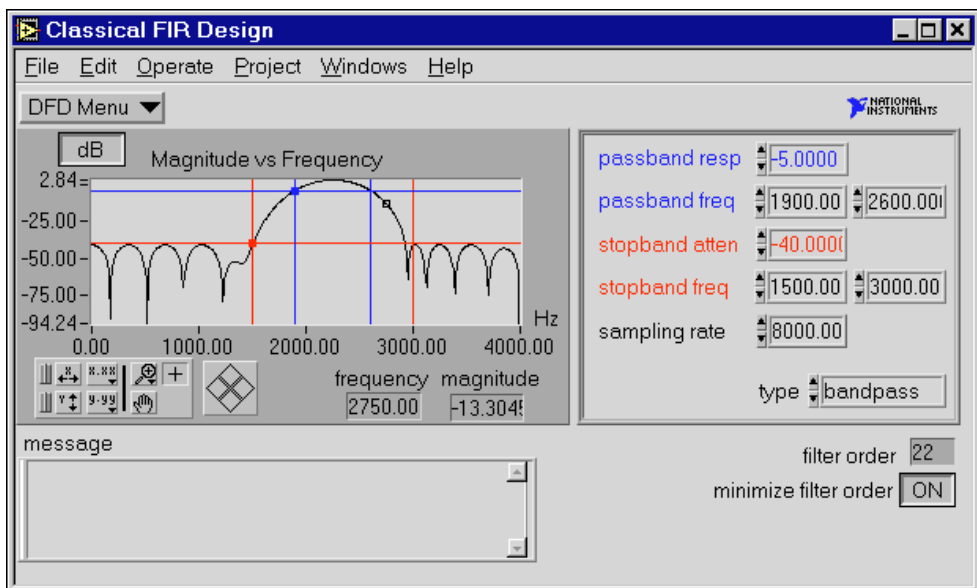 Classical FIR Design
File Edit Operate Project Windows Help
DFD Menu
NATIONAL
INSTRUMENTS
dB
Magnitude vs Frequency
2.84
-25.00
-50.00
-75.00
-94.24
Hz
0.00 1000.00 2000.00 3000.00 4000.00
x.xx
y.yy
frequency magnitude
2750.00 -13.304
passband resp -5.0000
passband freq 1900.00 2600.00
stopband atten -40.000
stopband freq 1500.00 3000.00
sampling rate 8000.00
type bandpass
message
filter order 22
minimize filter order ON